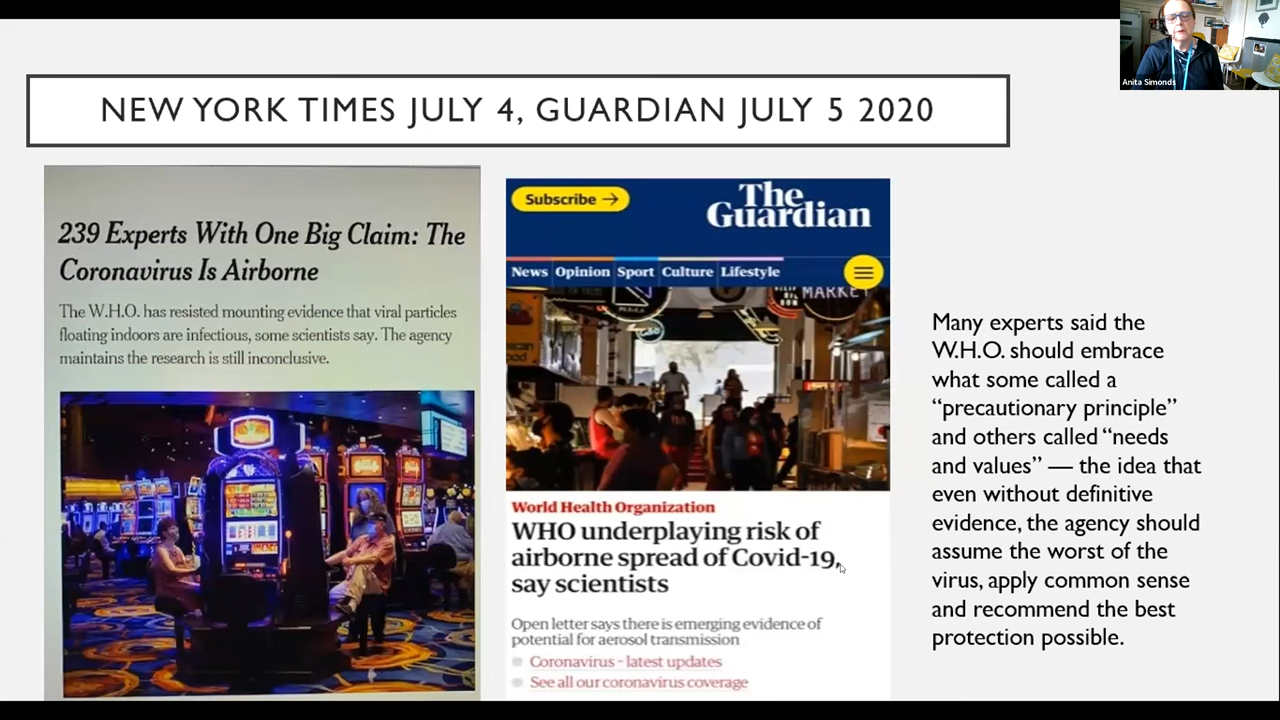 Anita Simonds
NEW YORK TIMES JULY 4, GUARDIAN JULY 5 2020
239 Experts With One Big Claim: The
Coronavirus Is Airborne
The W.H.O. has resisted mounting evidence that viral particles
floating indoors are infectious, some scientists say. The agency
maintains the research is still inconclusive.
Subscribe →
The
Guardian
News Opinion Sport Culture Lifestyle
MARKET
World Health Organization
WHO underplaying risk of
airborne spread of Covid-19,
say scientists
Open letter says there is emerging evidence of
potential for aerosol transmission
Coronavirus - latest updates
See all our coronavirus coverage
Many experts said the
W.H.O. should embrace
what some called a
“precautionary principle”
and others called “needs
and values” — the idea that
even without definitive
evidence, the agency should
assume the worst of the
virus, apply common sense
and recommend the best
protection possible.